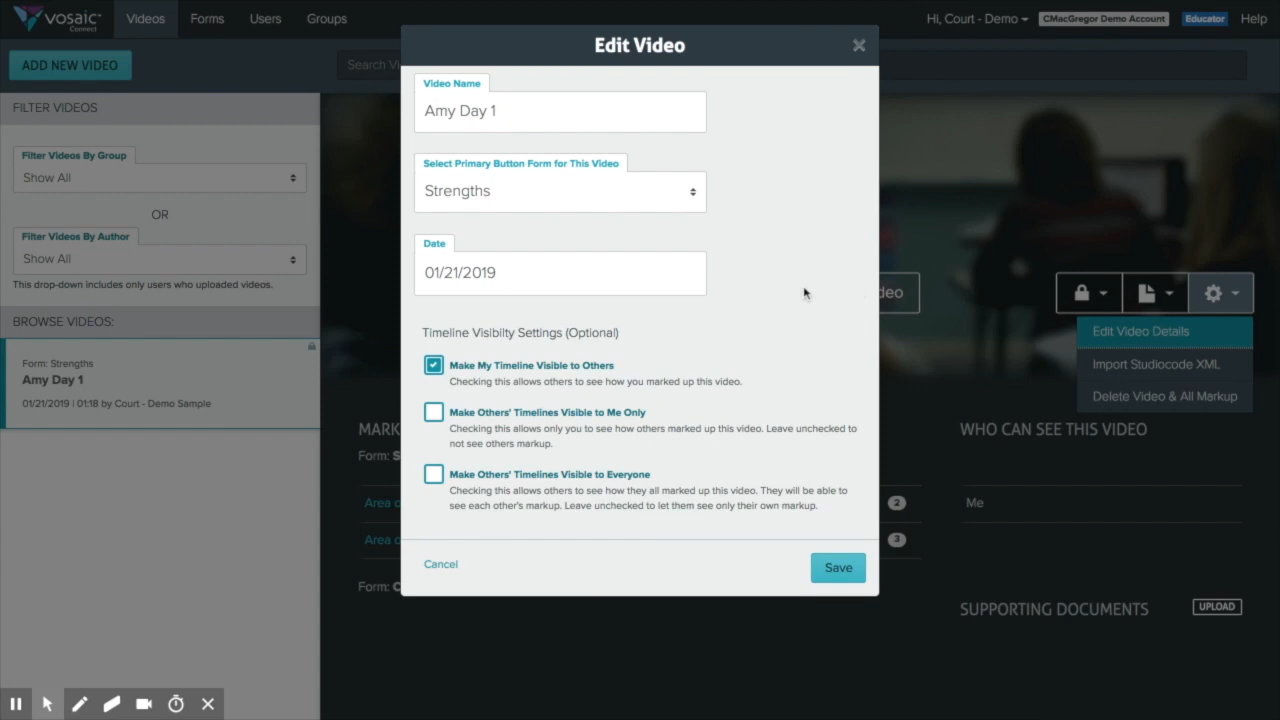 vosaic
Connect
Videos
Forms
Users
Groups
Hi, Court - Demo
CMacGregor Demo Account
Educator
Help
ADD NEW VIDEO
Search Vi
FILTER VIDEOS
Filter Videos By Group
Show All
OR
Filter Videos By Author
Show All
This drop-down includes only users who uploaded videos.
BROWSE VIDEOS:
Form: Strengths
Amy Day 1
01/21/2019 | 01:18 by Court - Demo Sample
Edit Video
Video Name
Amy Day 1
Select Primary Button Form for This Video
Strengths
Date
01/21/2019
Timeline Visibilty Settings (Optional)
Make My Timeline Visible to Others
Checking this allows others to see how you marked up this video.
Make Others' Timelines Visible to Me Only
Checking this allows only you to see how others marked up this video. Leave unchecked to
not see others markup.
Make Others' Timelines Visible to Everyone
Checking this allows others to see how they all marked up this video. They will be able to
see each other's markup. Leave unchecked to let them see only their own markup.
Cancel
Save
deo
Edit Video Details
Import Studiocode XML
Delete Video & All Markup
MARK
Form: S
Area o
2
Area o
3
Form: C
WHO CAN SEE THIS VIDEO
Me
SUPPORTING DOCUMENTS
UPLOAD